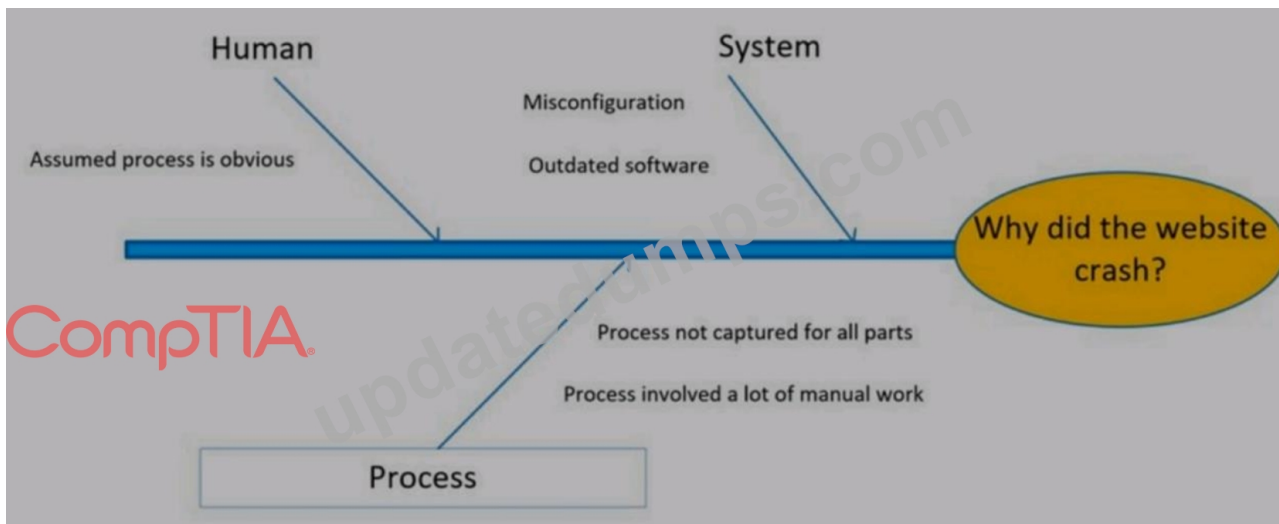 Human
System
Misconfiguration
Assumed process is obvious
Outdated software
Why did the website
crash?
CompTIA.
Process not captured for all parts
Process involved a lot of manual work
Process
updatedumps.com